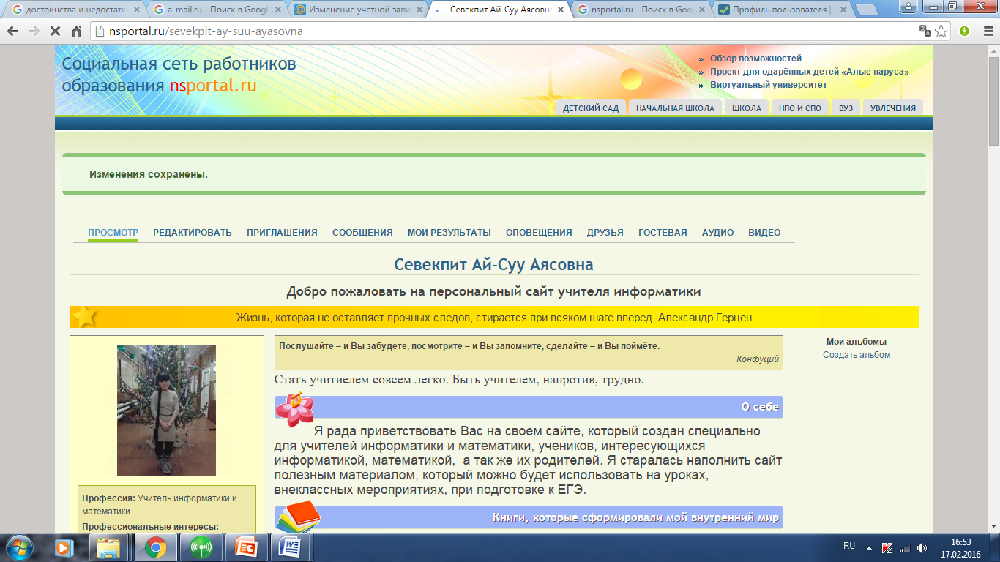 достоинства и недостатки
a-mail.ru - Поиск в Google
Изменение учетной запи
Севекпит Ай-Суу Аясовна
nsportal.ru - Поиск в Goo
Профиль пользователя |
nsportal.ru/sevekpit-ay-suu-ayasovna
Социальная сеть работников
образования nsportal.ru
» Обзор возможностей
» Проект для одарённых детей «Алые паруса»
» Виртуальный университет
ДЕТСКИЙ САД НАЧАЛЬНАЯ ШКОЛА ШКОЛА НПО И СПО ВУЗ УВЛЕЧЕНИЯ
Изменения сохранены.
ПРОСМОТР РЕДАКТИРОВАТЬ ПРИГЛАШЕНИЯ СООБЩЕНИЯ МОИ РЕЗУЛЬТАТЫ ОПОВЕЩЕНИЯ ДРУЗЬЯ ГОСТЕВАЯ АУДИО ВИДЕО
Севекпит Ай-Суу Аясовна
Добро пожаловать на персональный сайт учителя информатики
Жизнь, которая не оставляет прочных следов, стирается при всяком шаге вперед. Александр Герцен
Профессия: Учитель информатики и
математики
Профессиональные интересы:
Послушайте – и Вы забудете, посмотрите – и Вы запомните, сделайте – и Вы поймёте.
Конфуций
Стать учитиелем совсем легко. Быть учителем, напротив, трудно.
О себе
Я рада приветствовать Вас на своем сайте, который создан специально
для учителей информатики и математики, учеников, интересующихся
информатикой, математикой, а так же их родителей. Я старалась наполнить сайт
полезным материалом, который можно будет использовать на уроках,
внеклассных мероприятиях, при подготовке к ЕГЭ.
Книги, которые сформировали мой внутренний мир
Мои альбомы
Создать альбом
RU
16:53
17.02.2016